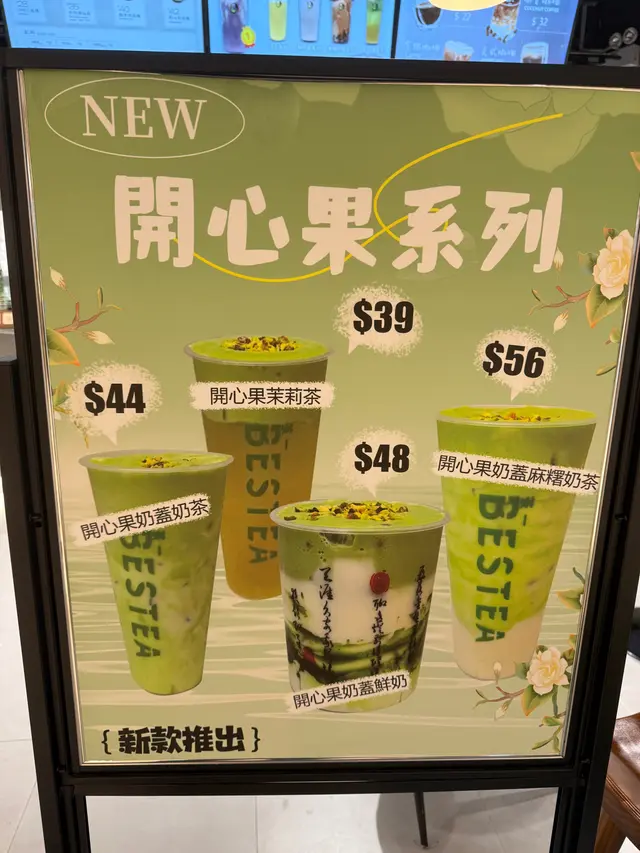 NEW
開心果系列
$39
開心果茉莉茶
$56
開心果奶蓋麻糬奶茶
$44
開心果奶蓋奶茶
$48
開心果奶蓋鮮奶
BESTEA
BESTEA
BESTEA
{新款推出}